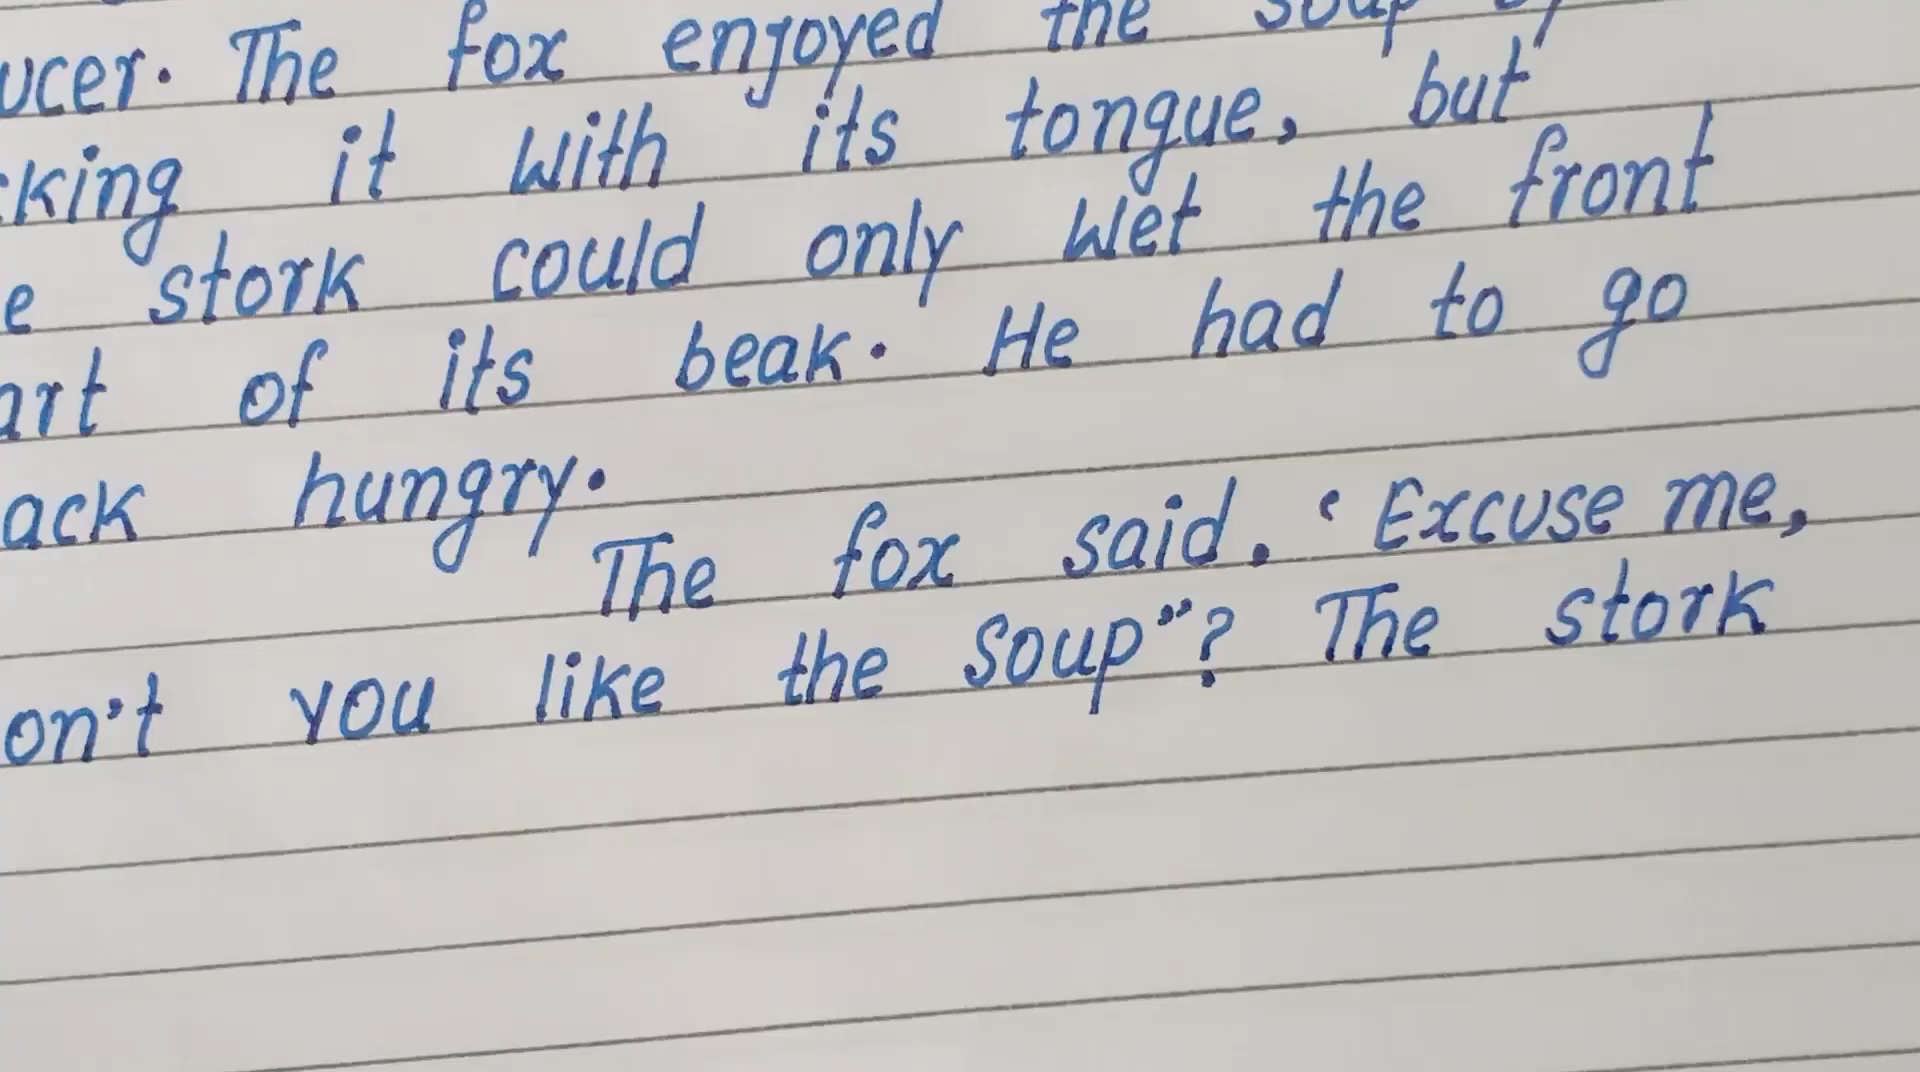 ucer. The fox enjoyed the soup
king it with its tongue, but
e stork could only wet the front
art of its beak. He had to go
ack hungry.
The fox said. ‘Excuse me,
on't you like the soup”? The stork